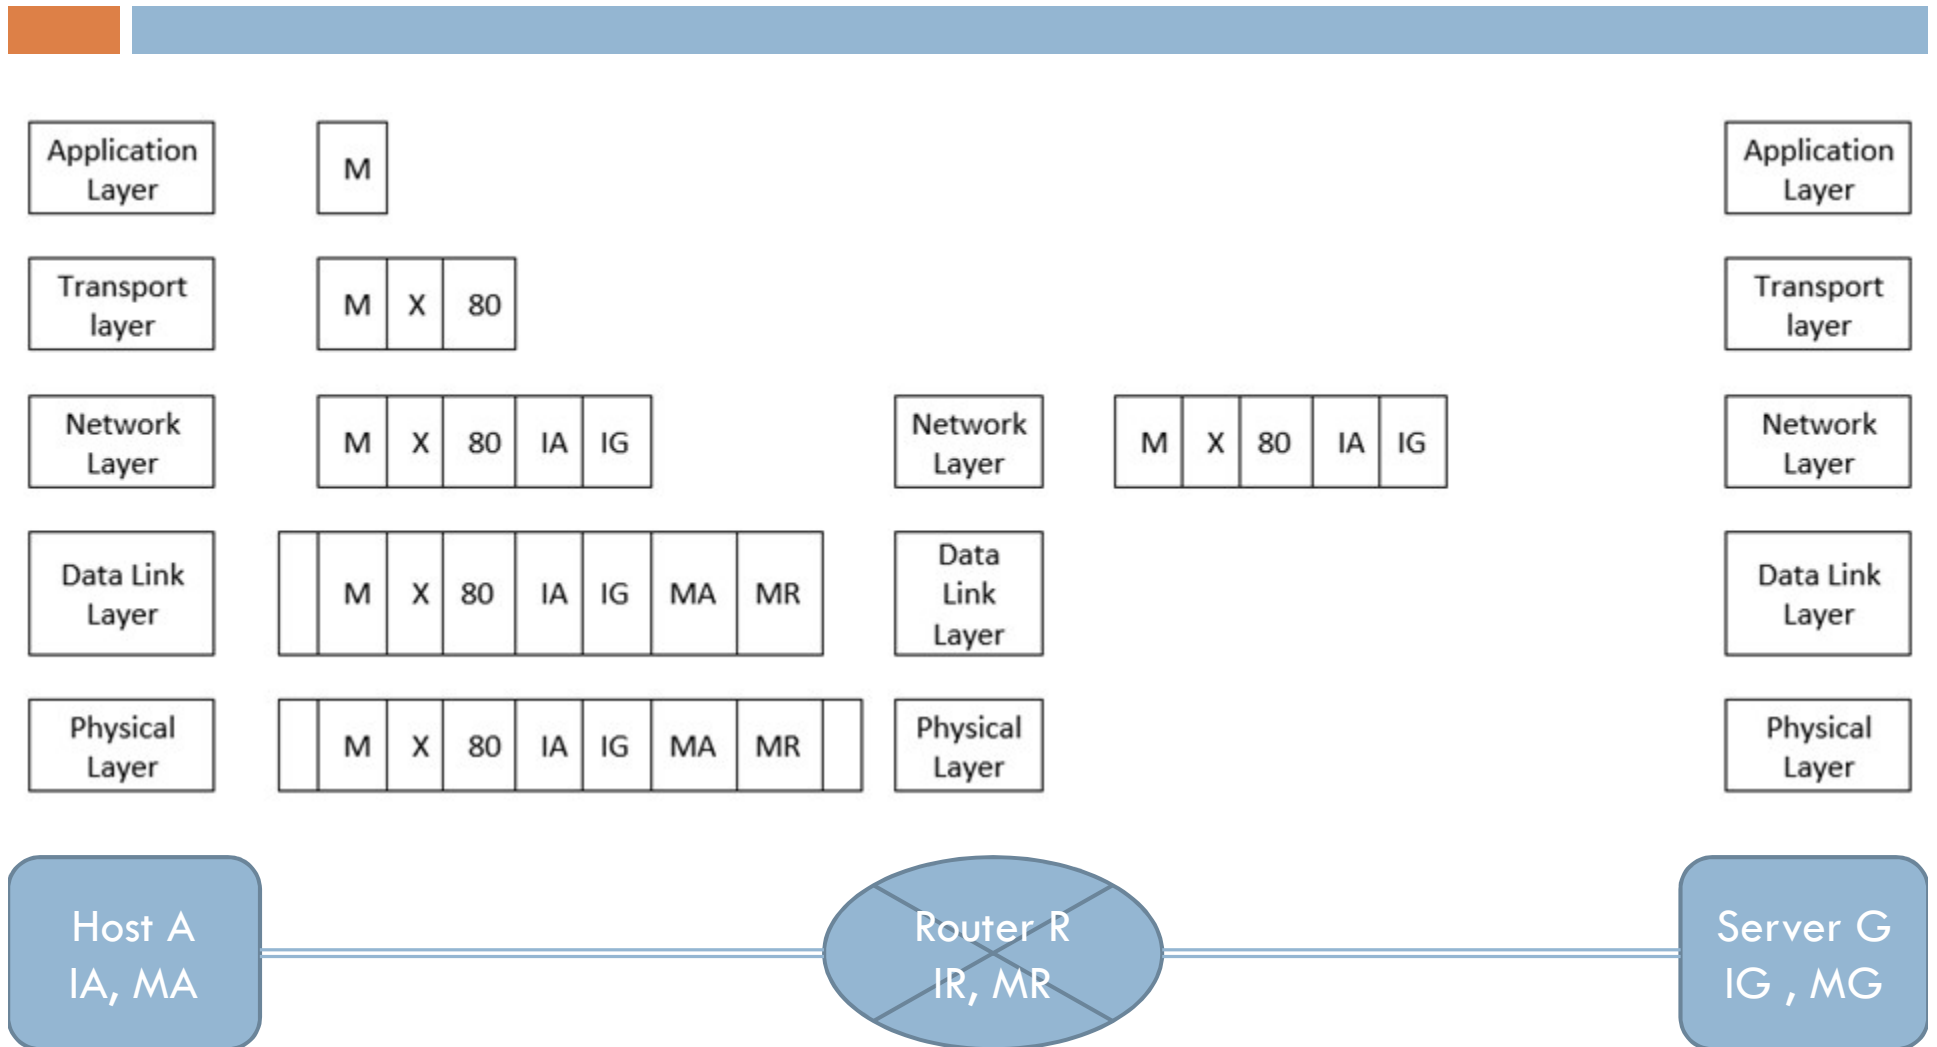 Application
Layer
M
Application
Layer
Transport
layer
M X 80
Transport
layer
Network
Layer
M X 80 IA IG
Network
Layer
M X 80 IA IG
Network
Layer
Data Link
Layer
M X 80 IA IG MA MR
Data
Link
Layer
Data Link
Layer
Physical
Layer
M X 80 IA IG MA MR
Physical
Layer
Physical
Layer
Host A
IA, MA
Router R
IR, MR
Server G
IG , MG